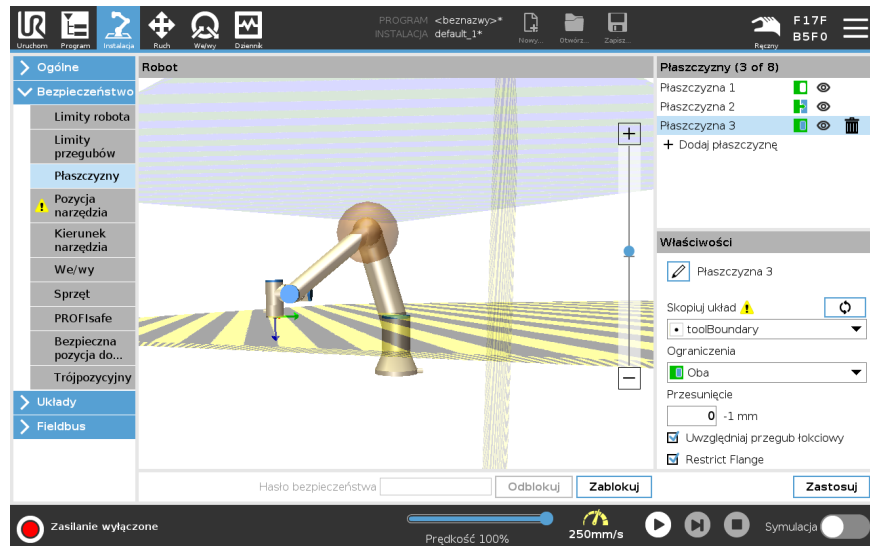 PROGRAM <beznazwy>*
INSTALACJA default_1*
Uruchom Program Instalacja Ruch We/wy Dziennik
Nowy... Otwórz... Zapisz...
Ręczny
F17F
B5F0
Ogólne
Bezpieczeństwo
Limity robota
Limity
przegubów
Płaszczyzny
Pozycja
narzędzia
Kierunek
narzędzia
We/wy
Sprzęt
PROFIsafe
Bezpieczna
pozycja do...
Trójpozycyjny
Układy
Fieldbus
Robot
Płaszczyzny (3 of 8)
Płaszczyzna 1
Płaszczyzna 2
Płaszczyzna 3
+ Dodaj płaszczyznę
Właściwości
Płaszczyzna 3
Skopiuj układ
toolBoundary
Ograniczenia
Oba
Przesunięcie
0 -1 mm
Uwzględniaj przegub łokciowy
Restrict Flange
Hasło bezpieczeństwa Odblokuj Zablokuj
Zastosuj
Zasilanie wyłączone
Prędkość 100%
250mm/s
Symulacja